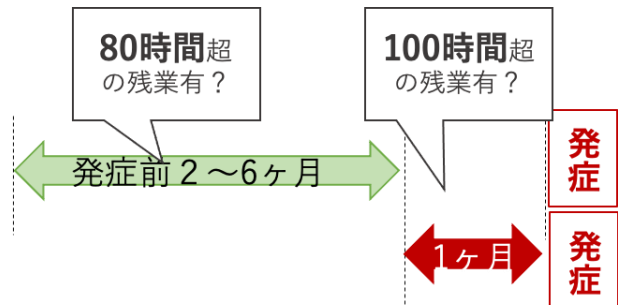 80時間超
の残業有？
100時間超
の残業有？
発症前２～6ヶ月
発症
1ヶ月
発症